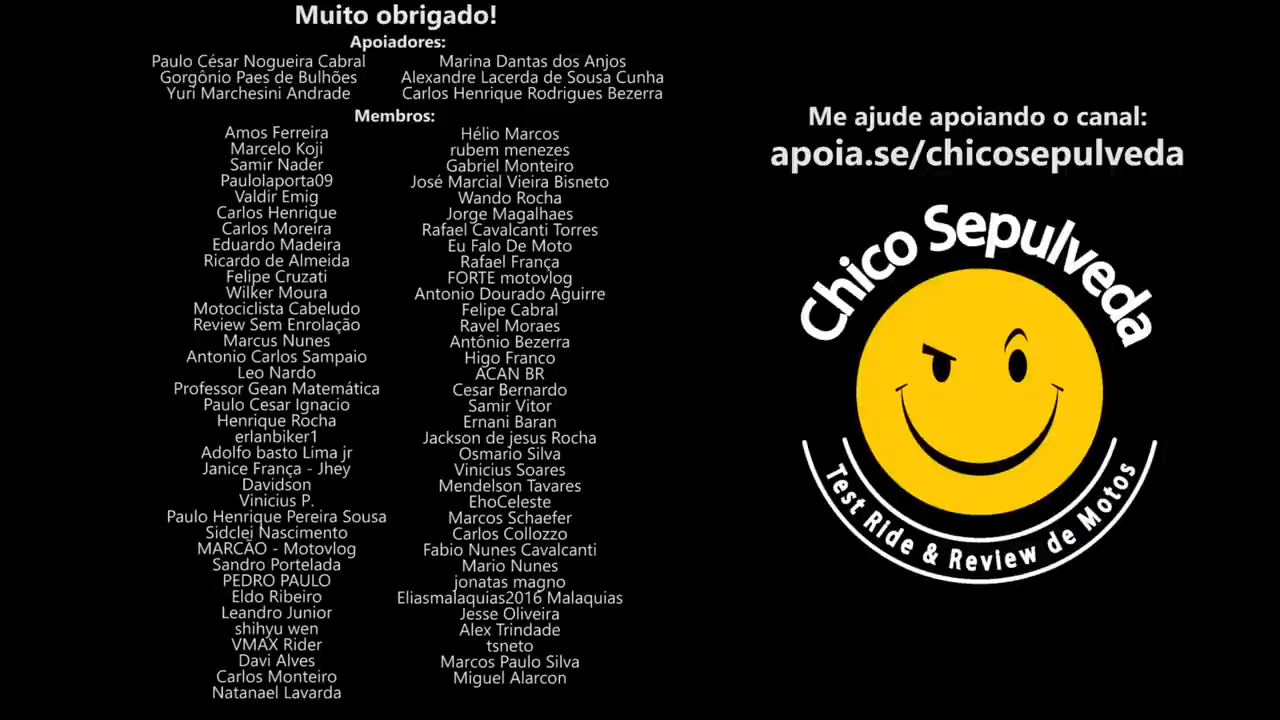 Muito obrigado!
Apoiadores:
Paulo César Nogueira Cabral
Gorgônio Paes de Bulhões
Yuri Marchesini Andrade
Marina Dantas dos Anjos
Alexandre Lacerda de Sousa Cunha
Carlos Henrique Rodrigues Bezerra
Membros:
Amos Ferreira
Marcelo Koji
Samir Nader
Paulolaporta09
Valdir Emig
Carlos Henrique
Carlos Moreira
Eduardo Madeira
Ricardo de Almeida
Felipe Cruzati
Wilker Moura
Motociclista Cabeludo
Review Sem Enrolação
Marcus Nunes
Antonio Carlos Sampaio
Leo Nardo
Professor Gean Matemática
Paulo Cesar Ignacio
Henrique Rocha
erlanbiker1
Adolfo basto Lima jr
Janice França - Jhey
Davidson
Vinicius P.
Paulo Henrique Pereira Sousa
Sidclei Nascimento
MARCÃO - Motovlog
Sandro Portelada
PEDRO PAULO
Eldo Ribeiro
Leandro Junior
shihyu wen
VMAX Rider
Davi Alves
Carlos Monteiro
Natanael Lavarda
Hélio Marcos
rubem menezes
Gabriel Monteiro
José Marcial Vieira Bisneto
Wando Rocha
Jorge Magalhaes
Rafael Cavalcanti Torres
Eu Falo De Moto
Rafael França
FORTE motovlog
Antonio Dourado Aguirre
Felipe Cabral
Ravel Moraes
Antônio Bezerra
Higo Franco
ACAN BR
Cesar Bernardo
Samir Vitor
Ernani Baran
Jackson de jesus Rocha
Osmario Silva
Vinicius Soares
Mendelson Tavares
EhoCeleste
Marcos Schaefer
Carlos Collozzo
Fabio Nunes Cavalcanti
Mario Nunes
jonatas magno
Eliasmalaquias2016 Malaquias
Jesse Oliveira
Alex Trindade
tsneto
Marcos Paulo Silva
Miguel Alarcon
Me ajude apoiando o canal:
apoia.se/chicosepulveda
Chico Sepulveda
Test Ride & Review de Motos